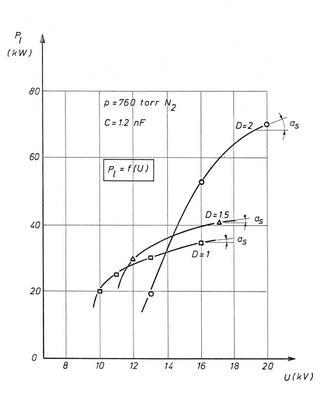 P_l
(kW)
80
p = 760 torr N_2
D=2
a_s
C=1.2 nF
60
P_l = f(U)
D=1.5
a_s
40
a_s
D=1
20
0
8 10 12 14 16 18 20
U(kV)